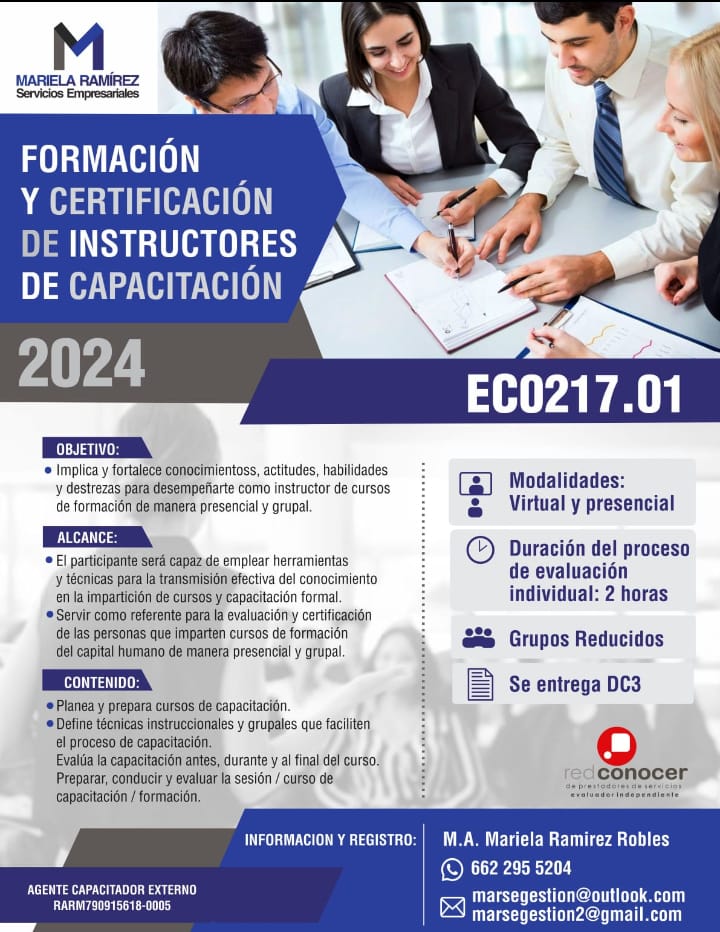 MARIELA RAMÍREZ
Servicios Empresariales
FORMACIÓN
Y CERTIFICACIÓN
DE INSTRUCTORES
DE CAPACITACIÓN
2024
EC0217.01
OBJETIVO:
• Implica y fortalece conocimientoss, actitudes, habilidades
y destrezas para desempeñarte como instructor de cursos
de formación de manera presencial y grupal.
ALCANCE:
• El participante será capaz de emplear herramientas
y técnicas para la transmisión efectiva del conocimiento
en la impartición de cursos y capacitación formal.
• Servir como referente para la evaluación y certificación
de las personas que imparten cursos de formación
del capital humano de manera presencial y grupal.
CONTENIDO:
• Planea y prepara cursos de capacitación.
• Define técnicas instruccionales y grupales que faciliten
el proceso de capacitación.
Evalúa la capacitación antes, durante y al final del curso.
Preparar, conducir y evaluar la sesión / curso de
capacitación / formación.
Modalidades:
Virtual y presencial
Duración del proceso
de evaluación
individual: 2 horas
Grupos Reducidos
Se entrega DC3
red conocer
de prestadores de servicios
evaluador independiente
INFORMACION Y REGISTRO:
M.A. Mariela Ramirez Robles
662 295 5204
marsegestion@outlook.com
marsegestion2@gmail.com
AGENTE CAPACITADOR EXTERNO
RARM790915618-0005